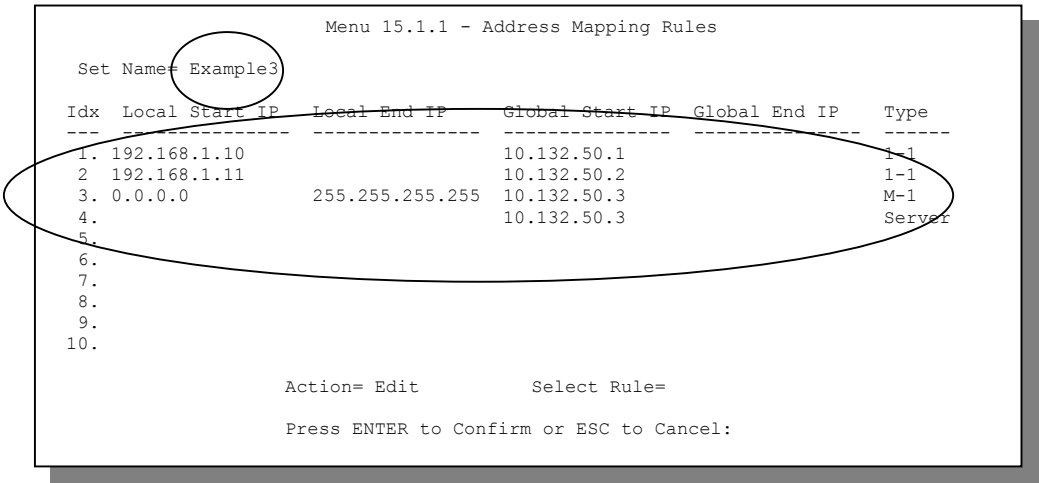 Menu 15.1.1 - Address Mapping Rules
Set Name= Example3
Idx  Local Start IP   Local End IP     Global Start IP  Global End IP    Type
---  ---------------  ---------------  ---------------  ---------------  ------
1. 192.168.1.10                        10.132.50.1                       1-1
2  192.168.1.11                        10.132.50.2                       1-1
3. 0.0.0.0          255.255.255.255  10.132.50.3                       M-1
4.                                     10.132.50.3                       Server
5.
6.
7.
8.
9.
10.
Action= Edit           Select Rule=
Press ENTER to Confirm or ESC to Cancel: